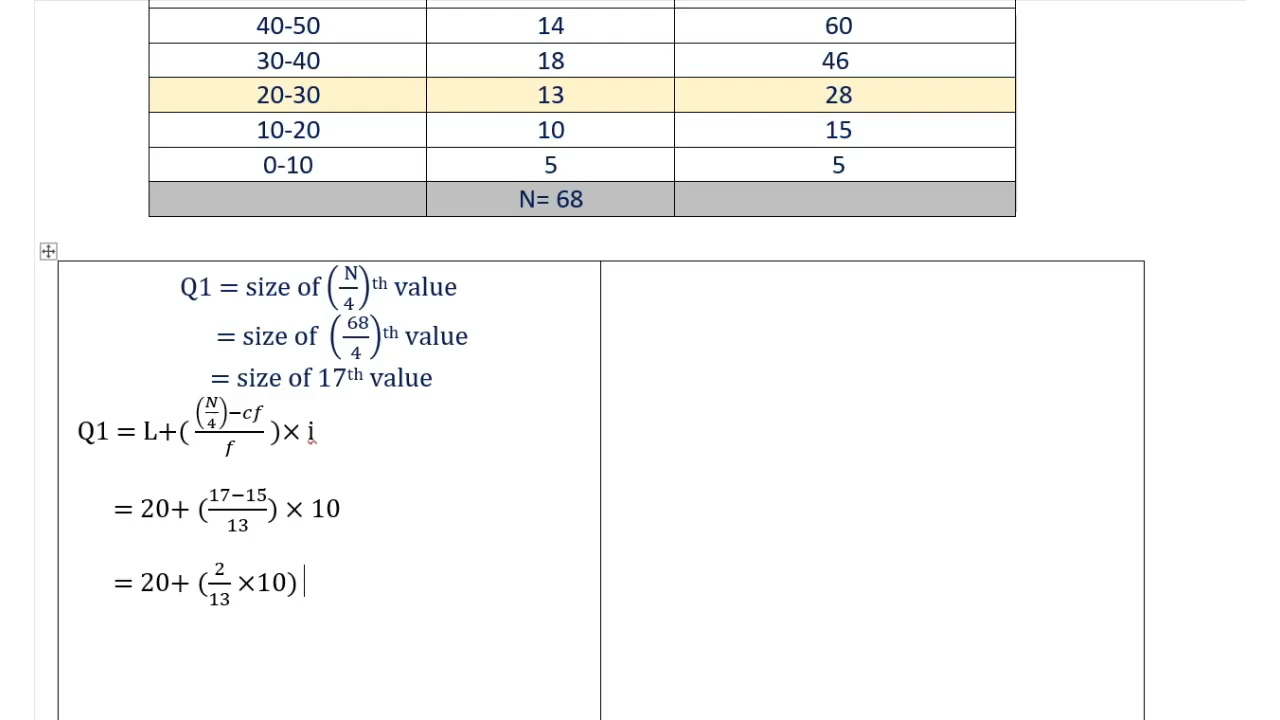 40-50 14 60
30-40 18 46
20-30 13 28
10-20 10 15
0-10 5 5
N= 68
Q1 = size of (N/4)th value
= size of (68/4)th value
= size of 17th value
Q1 = L+((N/4)−cf/f)× i
= 20+ (17−15/13) × 10
= 20+ (2/13 ×10)